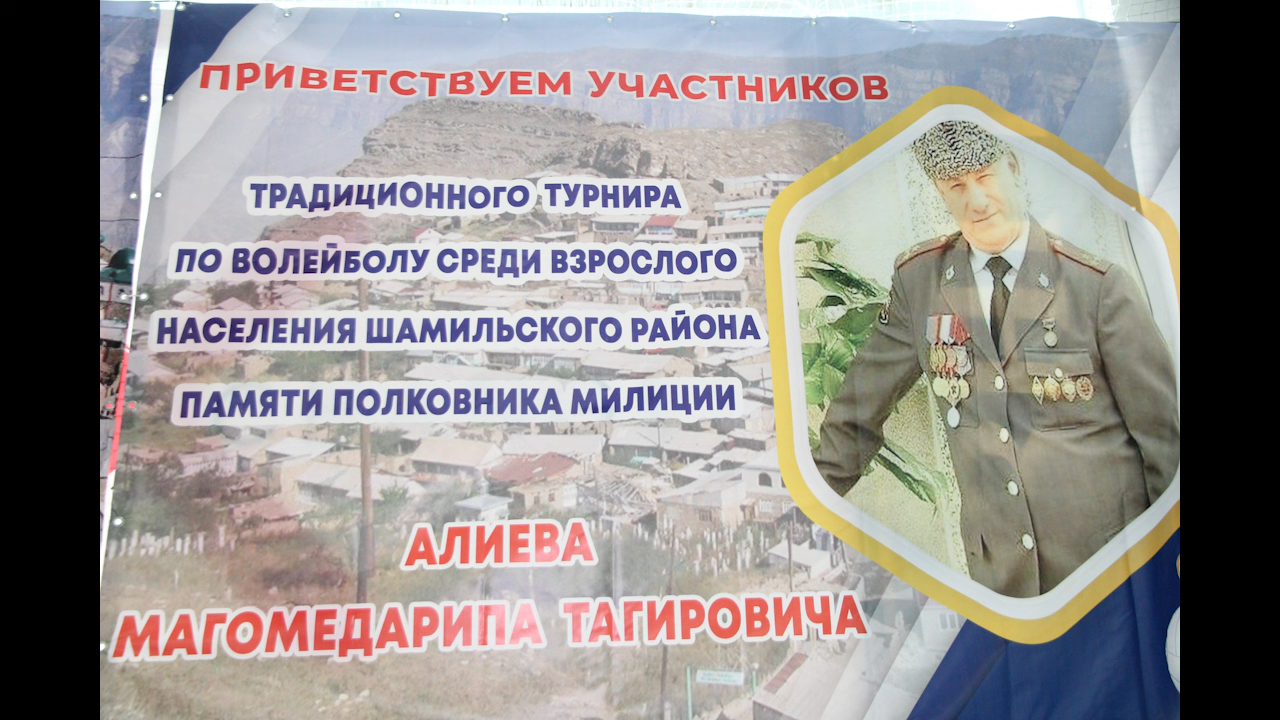 ПРИВЕТСТВУЕМ УЧАСТНИКОВ
ТРАДИЦИОННОГО ТУРНИРА
ПО ВОЛЕЙБОЛУ СРЕДИ ВЗРОСЛОГО
НАСЕЛЕНИЯ ШАМИЛЬСКОГО РАЙОНА
ПАМЯТИ ПОЛКОВНИКА МИЛИЦИИ
АЛИЕВА
МАГОМЕДАРИПА ТАГИРОВИЧА